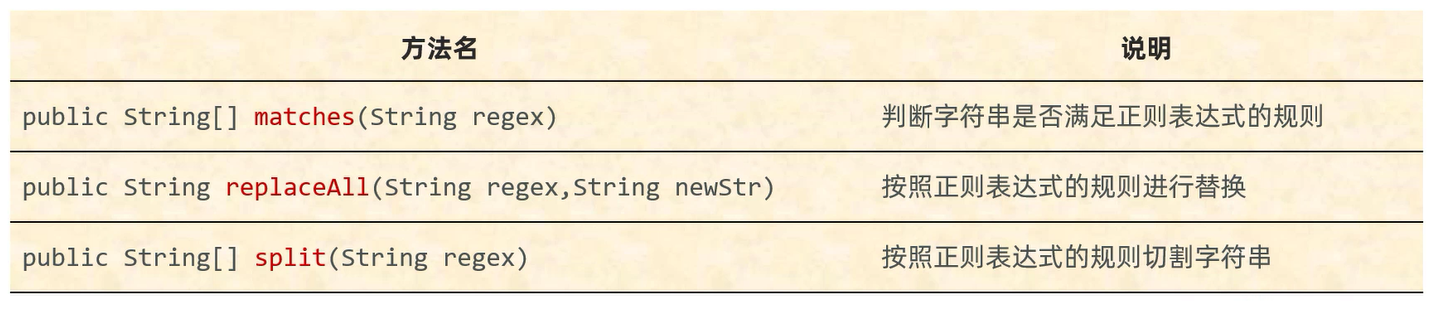 方法名 说明
public String[] matches(String regex) 判断字符串是否满足正则表达式的规则
public String replaceAll(String regex,String newStr) 按照正则表达式的规则进行替换
public String[] split(String regex) 按照正则表达式的规则切割字符串